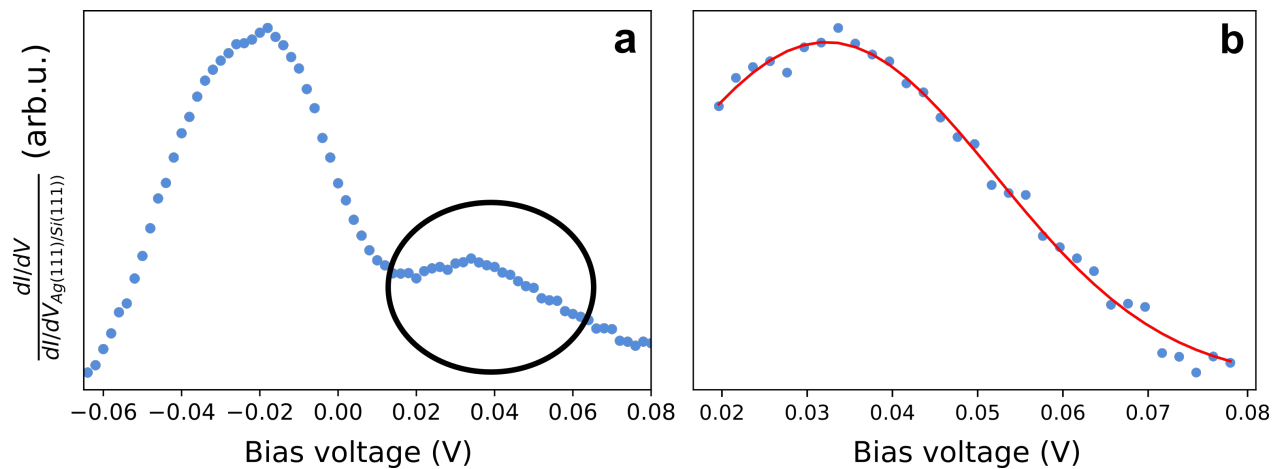 a
b
dI/dV
dI/dV_{Ag(111)/Si(111))} (arb.u.)
−0.06 −0.04 −0.02 0.00 0.02 0.04 0.06 0.08
0.02 0.03 0.04 0.05 0.06 0.07 0.08
Bias voltage (V)
Bias voltage (V)